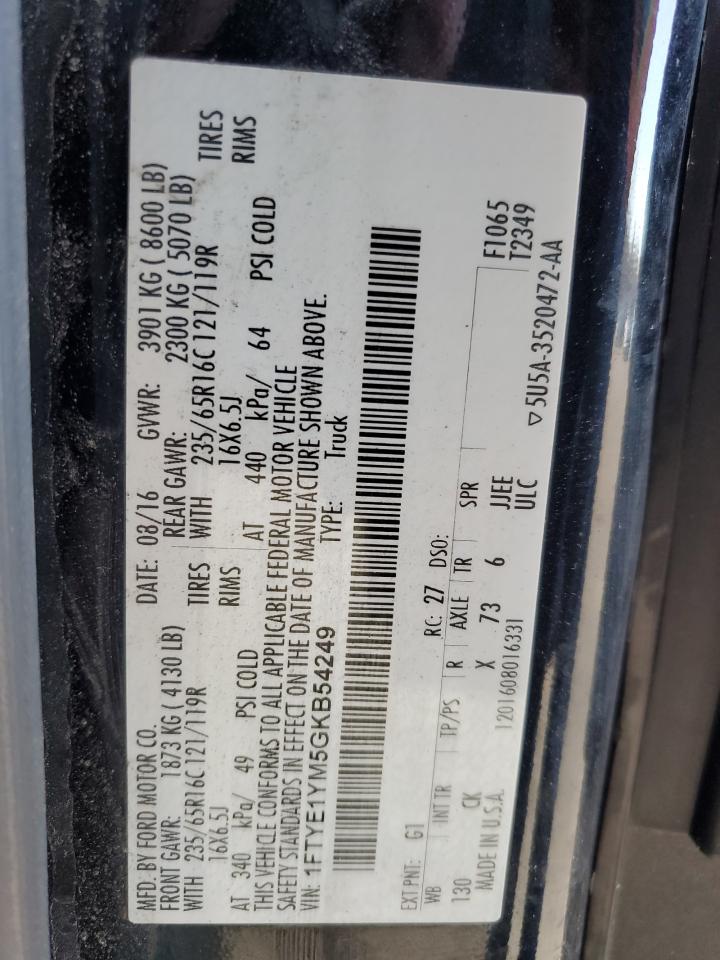 MFD. BY FORD MOTOR CO. DATE: 08/16 GVWR: 3901 KG ( 8600 LB)
FRONT GAWR: 1873 KG ( 4130 LB) REAR GAWR: 2300 KG ( 5070 LB)
WITH 235/65R16C 121/119R TIRES WITH 235/65R16C 121/119R TIRES
16X6.5J RIMS 16X6.5J RIMS
AT 340 kPa/ 49 PSI COLD AT 440 kPa/ 64 PSI COLD
THIS VEHICLE CONFORMS TO ALL APPLICABLE FEDERAL MOTOR VEHICLE
SAFETY STANDARDS IN EFFECT ON THE DATE OF MANUFACTURE SHOWN ABOVE.
VIN: 1FTYE1YM5GKB54249 TYPE: Truck
EXT PNT: G1 RC: 27 DSO: F1065
WB INT TR TP/PS R AXLE TR SPR T2349
130 CK X 73 6 JJEE
MADE IN U.S.A. 1201608016331 ULC ▽5U5A-3520472-AA